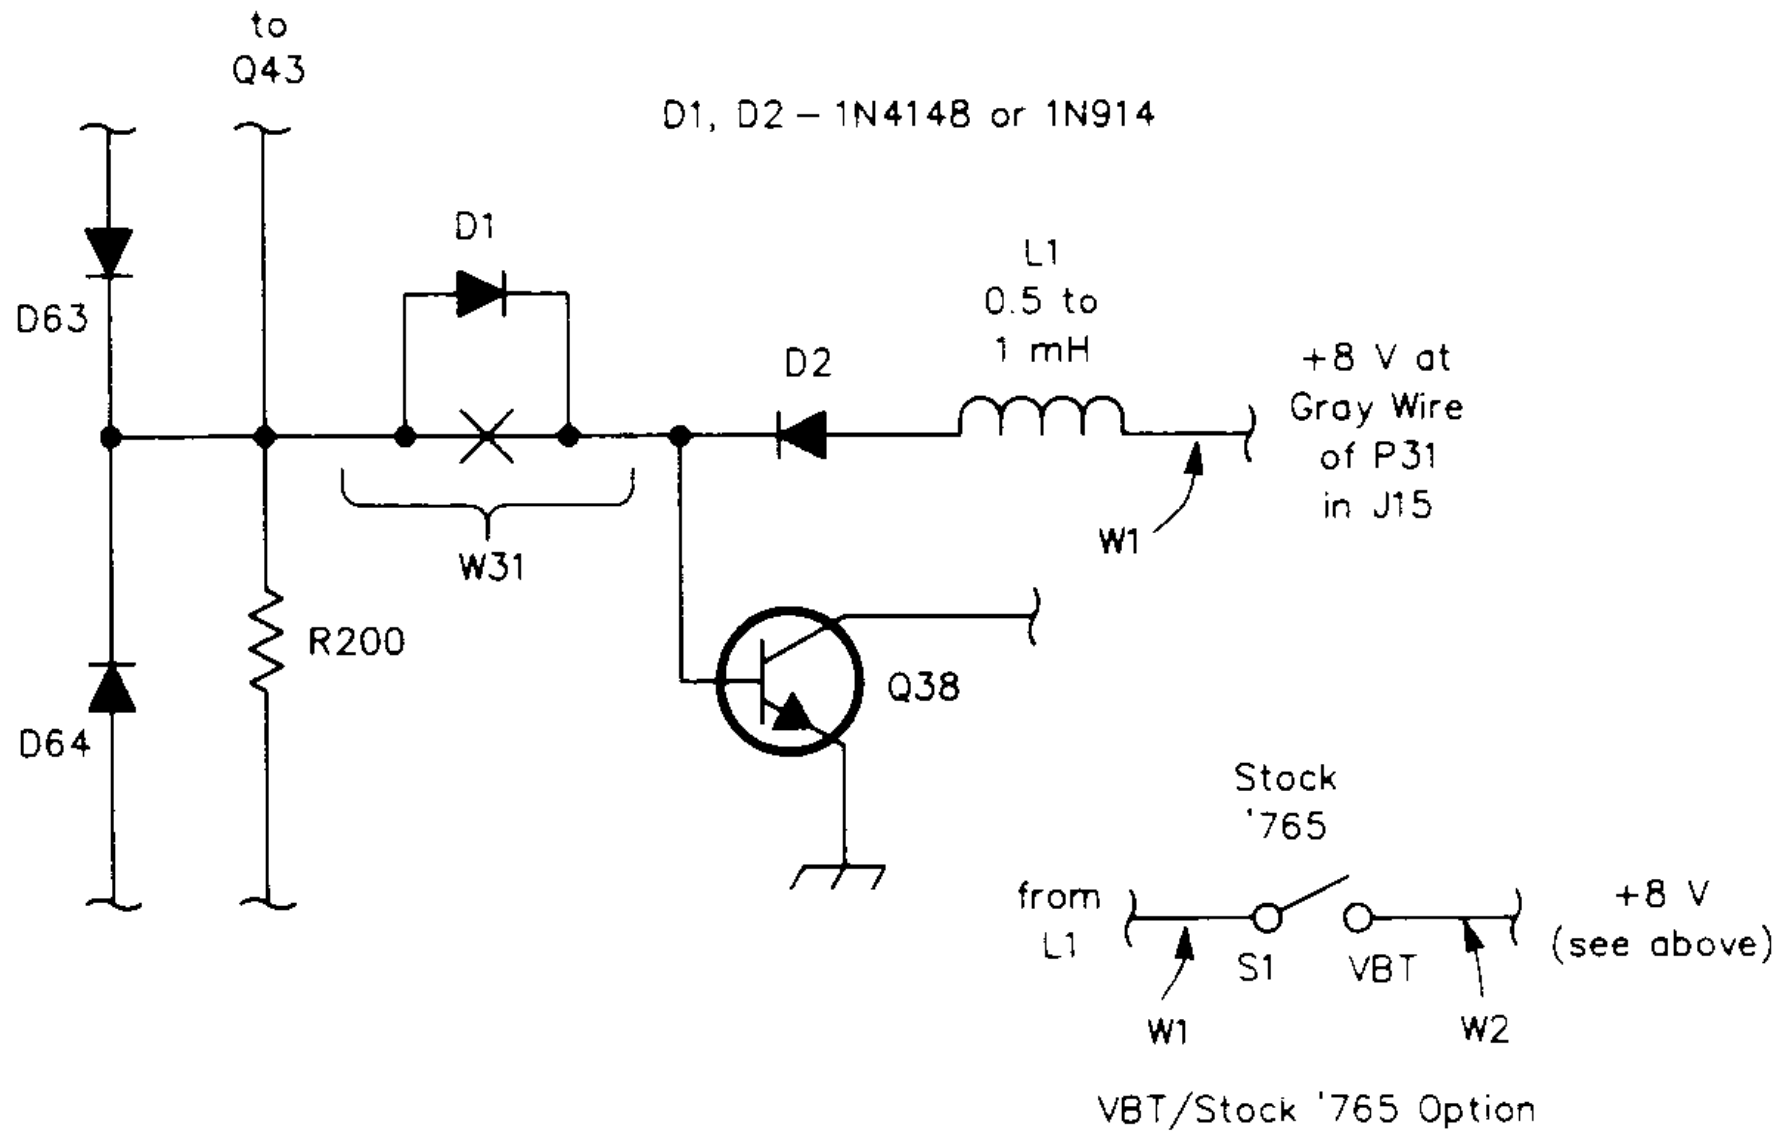 to
Q43
D1, D2 – 1N4148 or 1N914
D1
L1
0.5 to
1 mH
D63
D2
+8 V at
Gray Wire
of P31
in J15
W1
W31
R200
Q38
D64
Stock
'765
from
L1
S1
VBT
+8 V
(see above)
W1
W2
VBT/Stock '765 Option